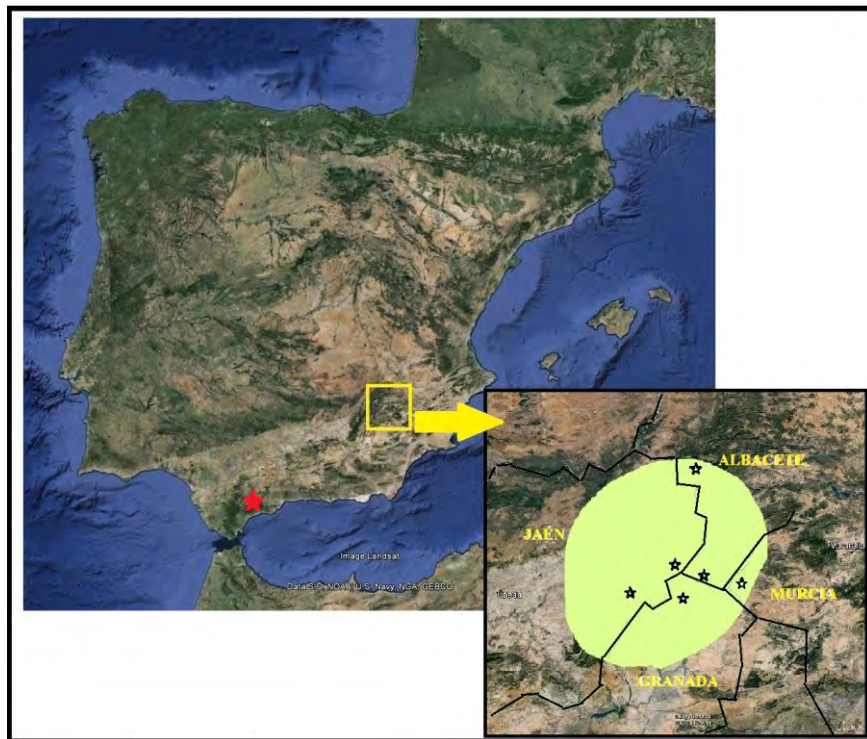 Image Landsat
Data SIO, NOAA, U.S. Navy, NGA, GEBCO
ALBACETE
JAÉN
MURCIA
GRANADA